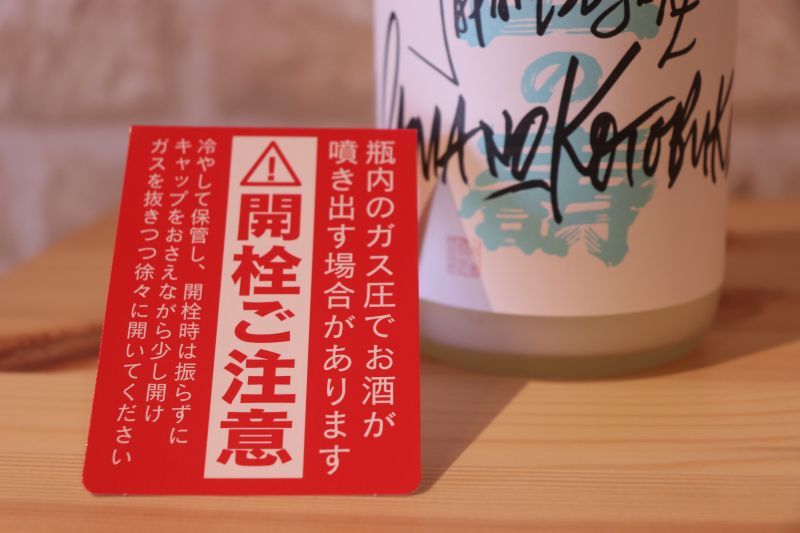 瓶内のガス圧でお酒が
噴き出す場合があります
開栓ご注意
冷やして保管し、開栓時は振らずに
キャップをおさえながら少し開け
ガスを抜きつつ徐々に開いてください
の
寿
KOTOBUK